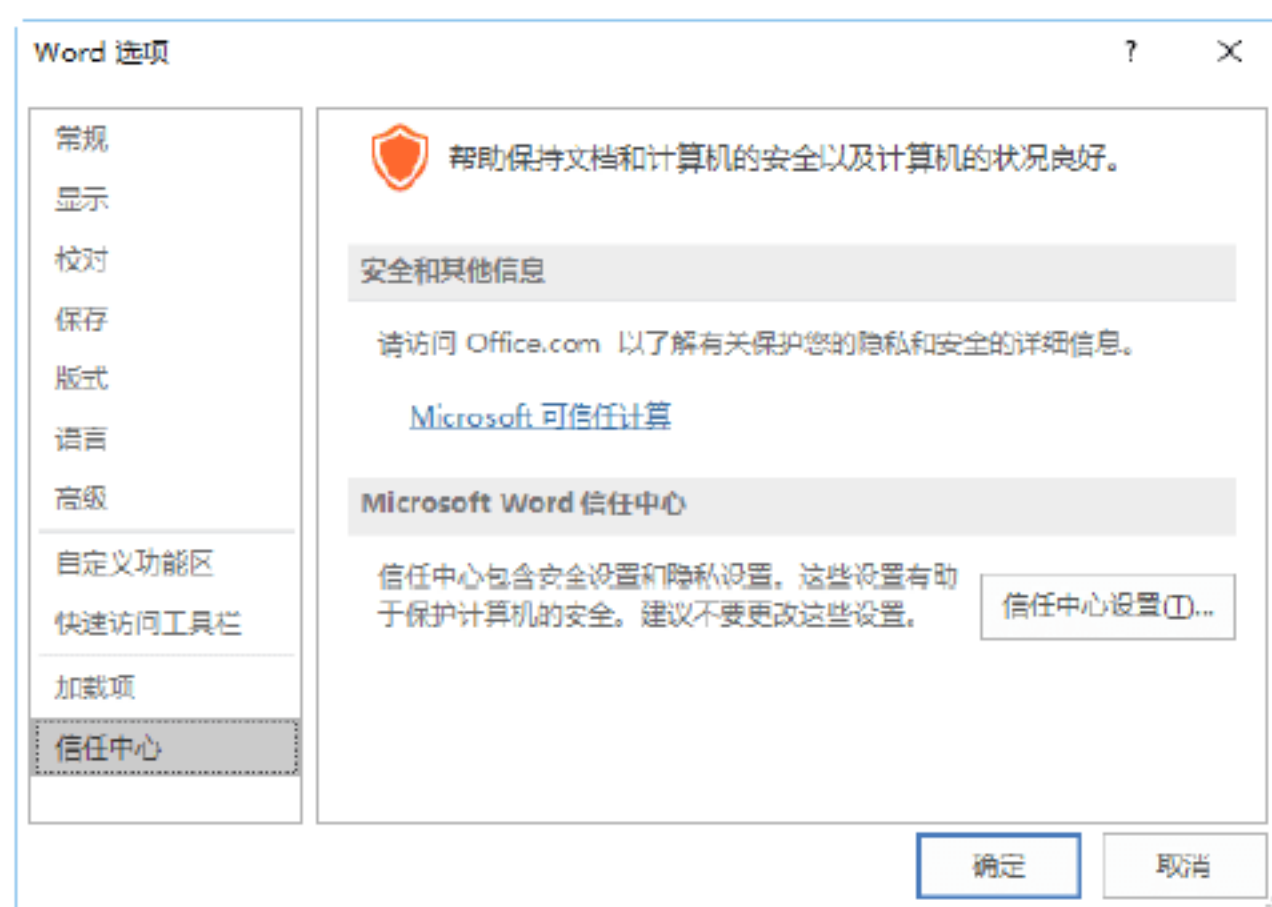 Word 选项
?
常规
显示
校对
保存
版式
语言
高级
自定义功能区
快速访问工具栏
加载项
信任中心
帮助保持文档和计算机的安全以及计算机的状况良好。
安全和其他信息
请访问 Office.com 以了解有关保护您的隐私和安全的详细信息。
Microsoft 可信任计算
Microsoft Word 信任中心
信任中心包含安全设置和隐私设置。这些设置有助
于保护计算机的安全。建议不要更改这些设置。
信任中心设置(T)...
确定
取消